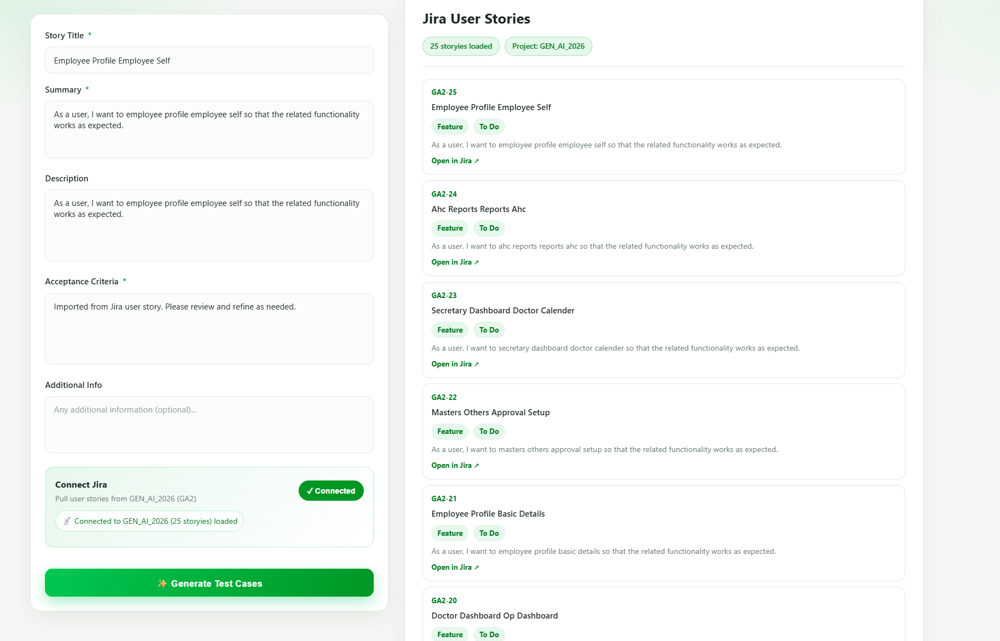 Story Title *
Employee Profile Employee Self
Summary *
As a user, I want to employee profile employee self so that the related functionality
works as expected.
Description
As a user, I want to employee profile employee self so that the related functionality
works as expected.
Acceptance Criteria *
Imported from Jira user story. Please review and refine as needed.
Additional Info
Any additional information (optional)...
Connect Jira
Pull user stories from GEN_AI_2026 (GA2)
✓ Connected
Connected to GEN_AI_2026 (25 storyies) loaded
✨ Generate Test Cases
Jira User Stories
25 storyies loaded
Project: GEN_AI_2026
GA2-25
Employee Profile Employee Self
Feature To Do
As a user, I want to employee profile employee self so that the related functionality works as expected.
Open in Jira ↗
GA2-24
Ahc Reports Reports Ahc
Feature To Do
As a user, I want to ahc reports reports ahc so that the related functionality works as expected.
Open in Jira ↗
GA2-23
Secretary Dashboard Doctor Calender
Feature To Do
As a user, I want to secretary dashboard doctor calender so that the related functionality works as expected.
Open in Jira ↗
GA2-22
Masters Others Approval Setup
Feature To Do
As a user, I want to masters others approval setup so that the related functionality works as expected.
Open in Jira ↗
GA2-21
Employee Profile Basic Details
Feature To Do
As a user, I want to employee profile basic details so that the related functionality works as expected.
Open in Jira ↗
GA2-20
Doctor Dashboard Op Dashboard
Feature To Do